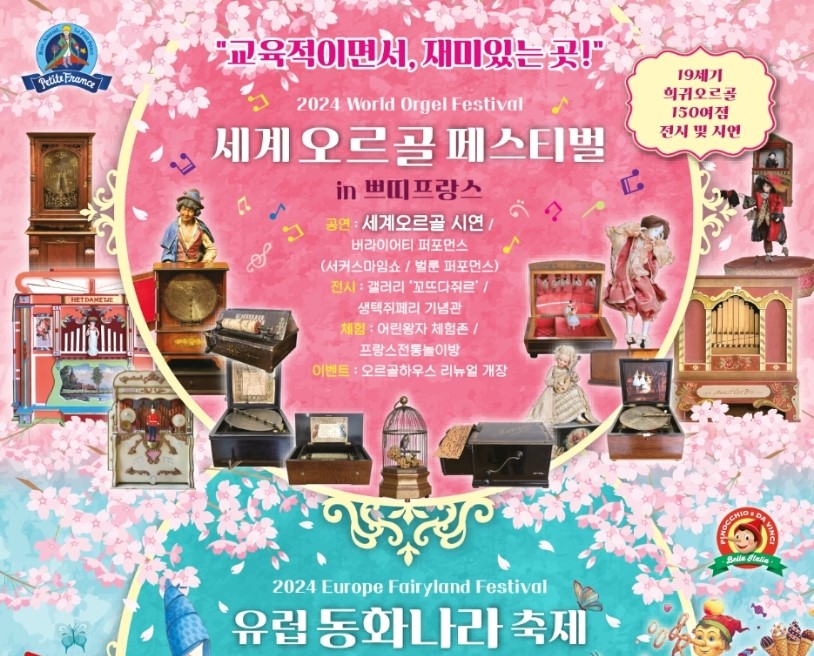 Petite France
"교육적이면서, 재미있는 곳!"
19세기
희귀오르골
150여점
전시 및 시연
2024 World Orgel Festival
세계 오르골 페스티벌
in 쁘띠프랑스
공연 : 세계오르골 시연 /
버라이어티 퍼포먼스
(서커스마임쇼 / 벌룬 퍼포먼스)
전시 : 갤러리 '꼬뜨다쥐르' /
생텍쥐페리 기념관
체험 : 어린왕자 체험존 /
프랑스전통놀이방
이벤트 : 오르골하우스 리뉴얼 개장
HET DANSETJE
PINOCCHIO & DA VINCI
Bella Italia
2024 Europe Fairyland Festival
유럽 동화나라 축제